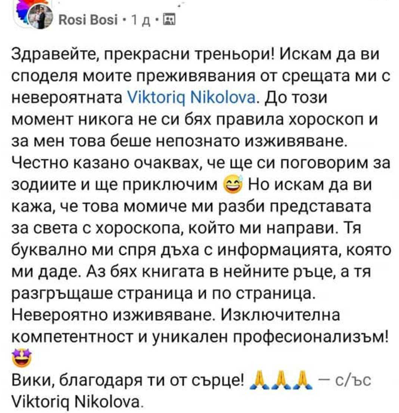 Rosi Bosi • 1 д •
Здравейте, прекрасни треньори! Искам да ви
споделя моите преживявания от срещата ми с
невероятната Viktoriq Nikolova. До този
момент никога не си бях правила хороскоп и
за мен това беше непознато изживяване.
Честно казано очаквах, че ще си поговорим за
зодиите и ще приключим 😅 Но искам да ви
кажа, че това момиче ми разби представата
за света с хороскопа, който ми направи. Тя
буквално ми спря дъха с информацията, която
ми даде. Аз бях книгата в нейните ръце, а тя
разгръщаше страница и по страница.
Невероятно изживяване. Изключителна
компетентност и уникален професионализъм!
🤩
Вики, благодаря ти от сърце! 🙏🙏🙏 — с/ъс
Viktoriq Nikolova.